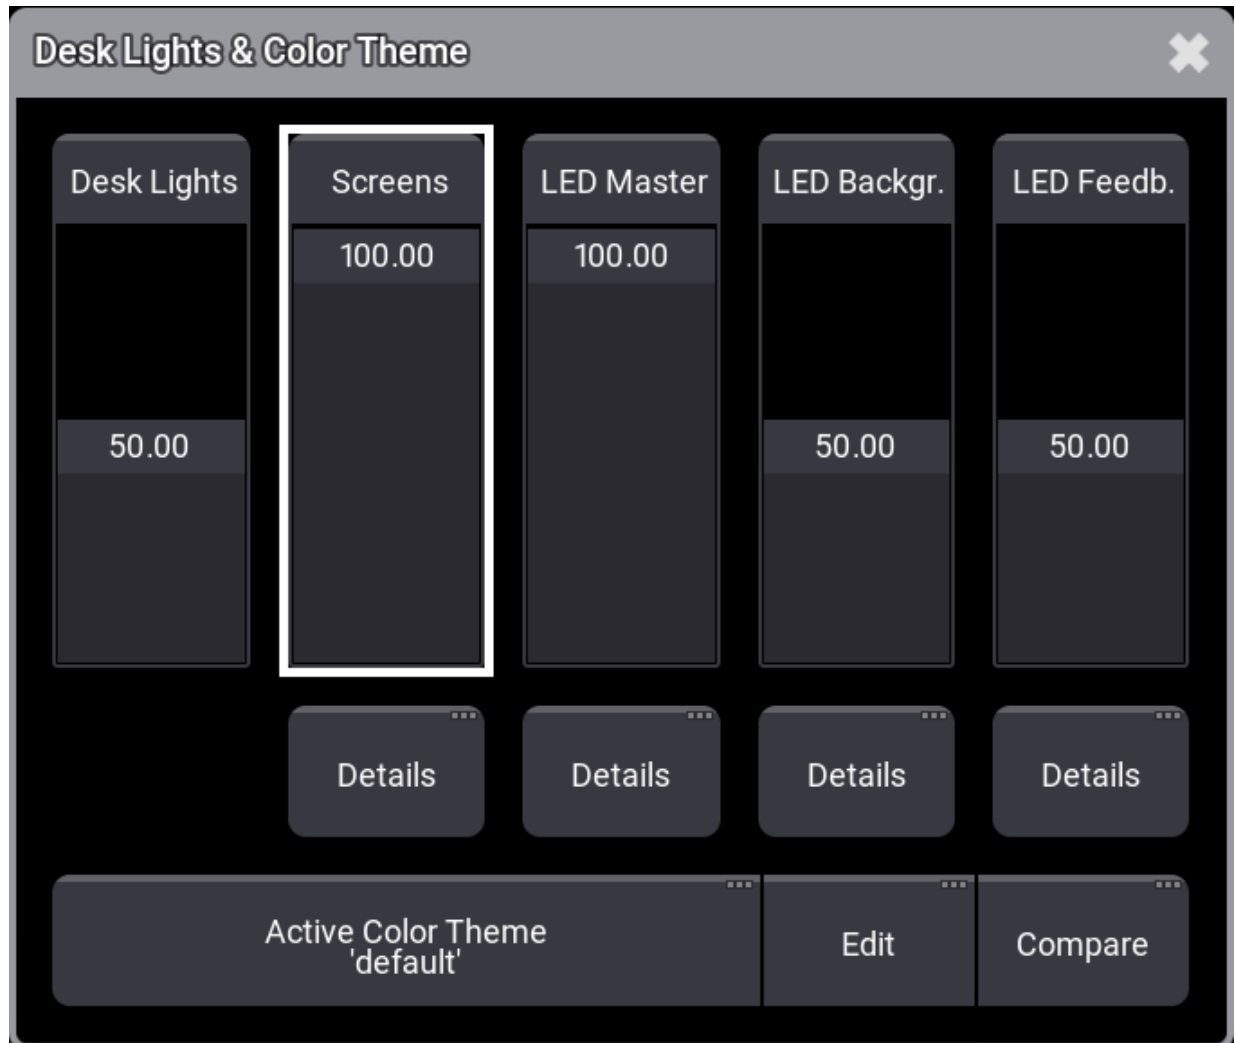 Desk Lights & Color Theme
Desk Lights
Screens
LED Master
LED Backgr.
LED Feedb.
100.00
100.00
50.00
50.00
50.00
Details
Details
Details
Details
Active Color Theme
'default'
Edit
Compare